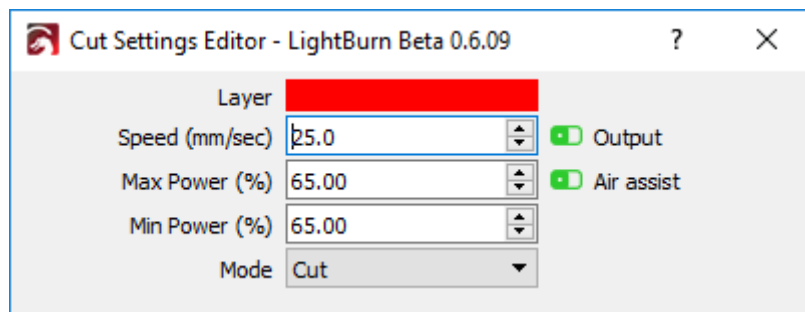 Cut Settings Editor - LightBurn Beta 0.6.09 ?
Layer
Speed (mm/sec) 25.0 Output
Max Power (%) 65.00 Air assist
Min Power (%) 65.00
Mode Cut